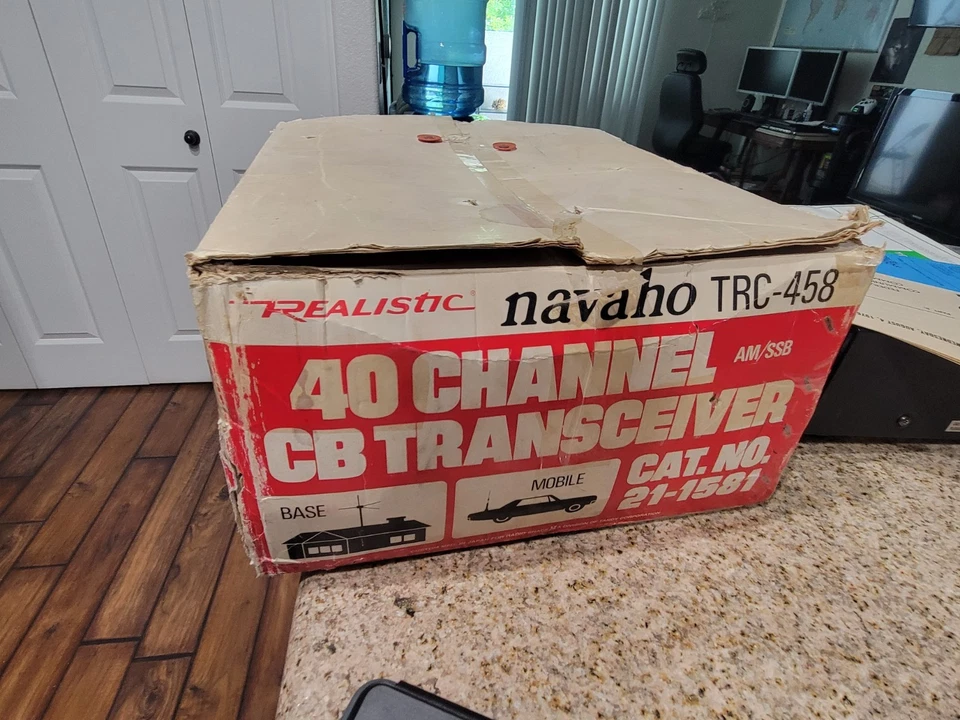 REALISTIC
navaho TRC-458
40 CHANNEL AM/SSB
CB TRANSCEIVER
CAT. NO.
21-1581
BASE
MOBILE